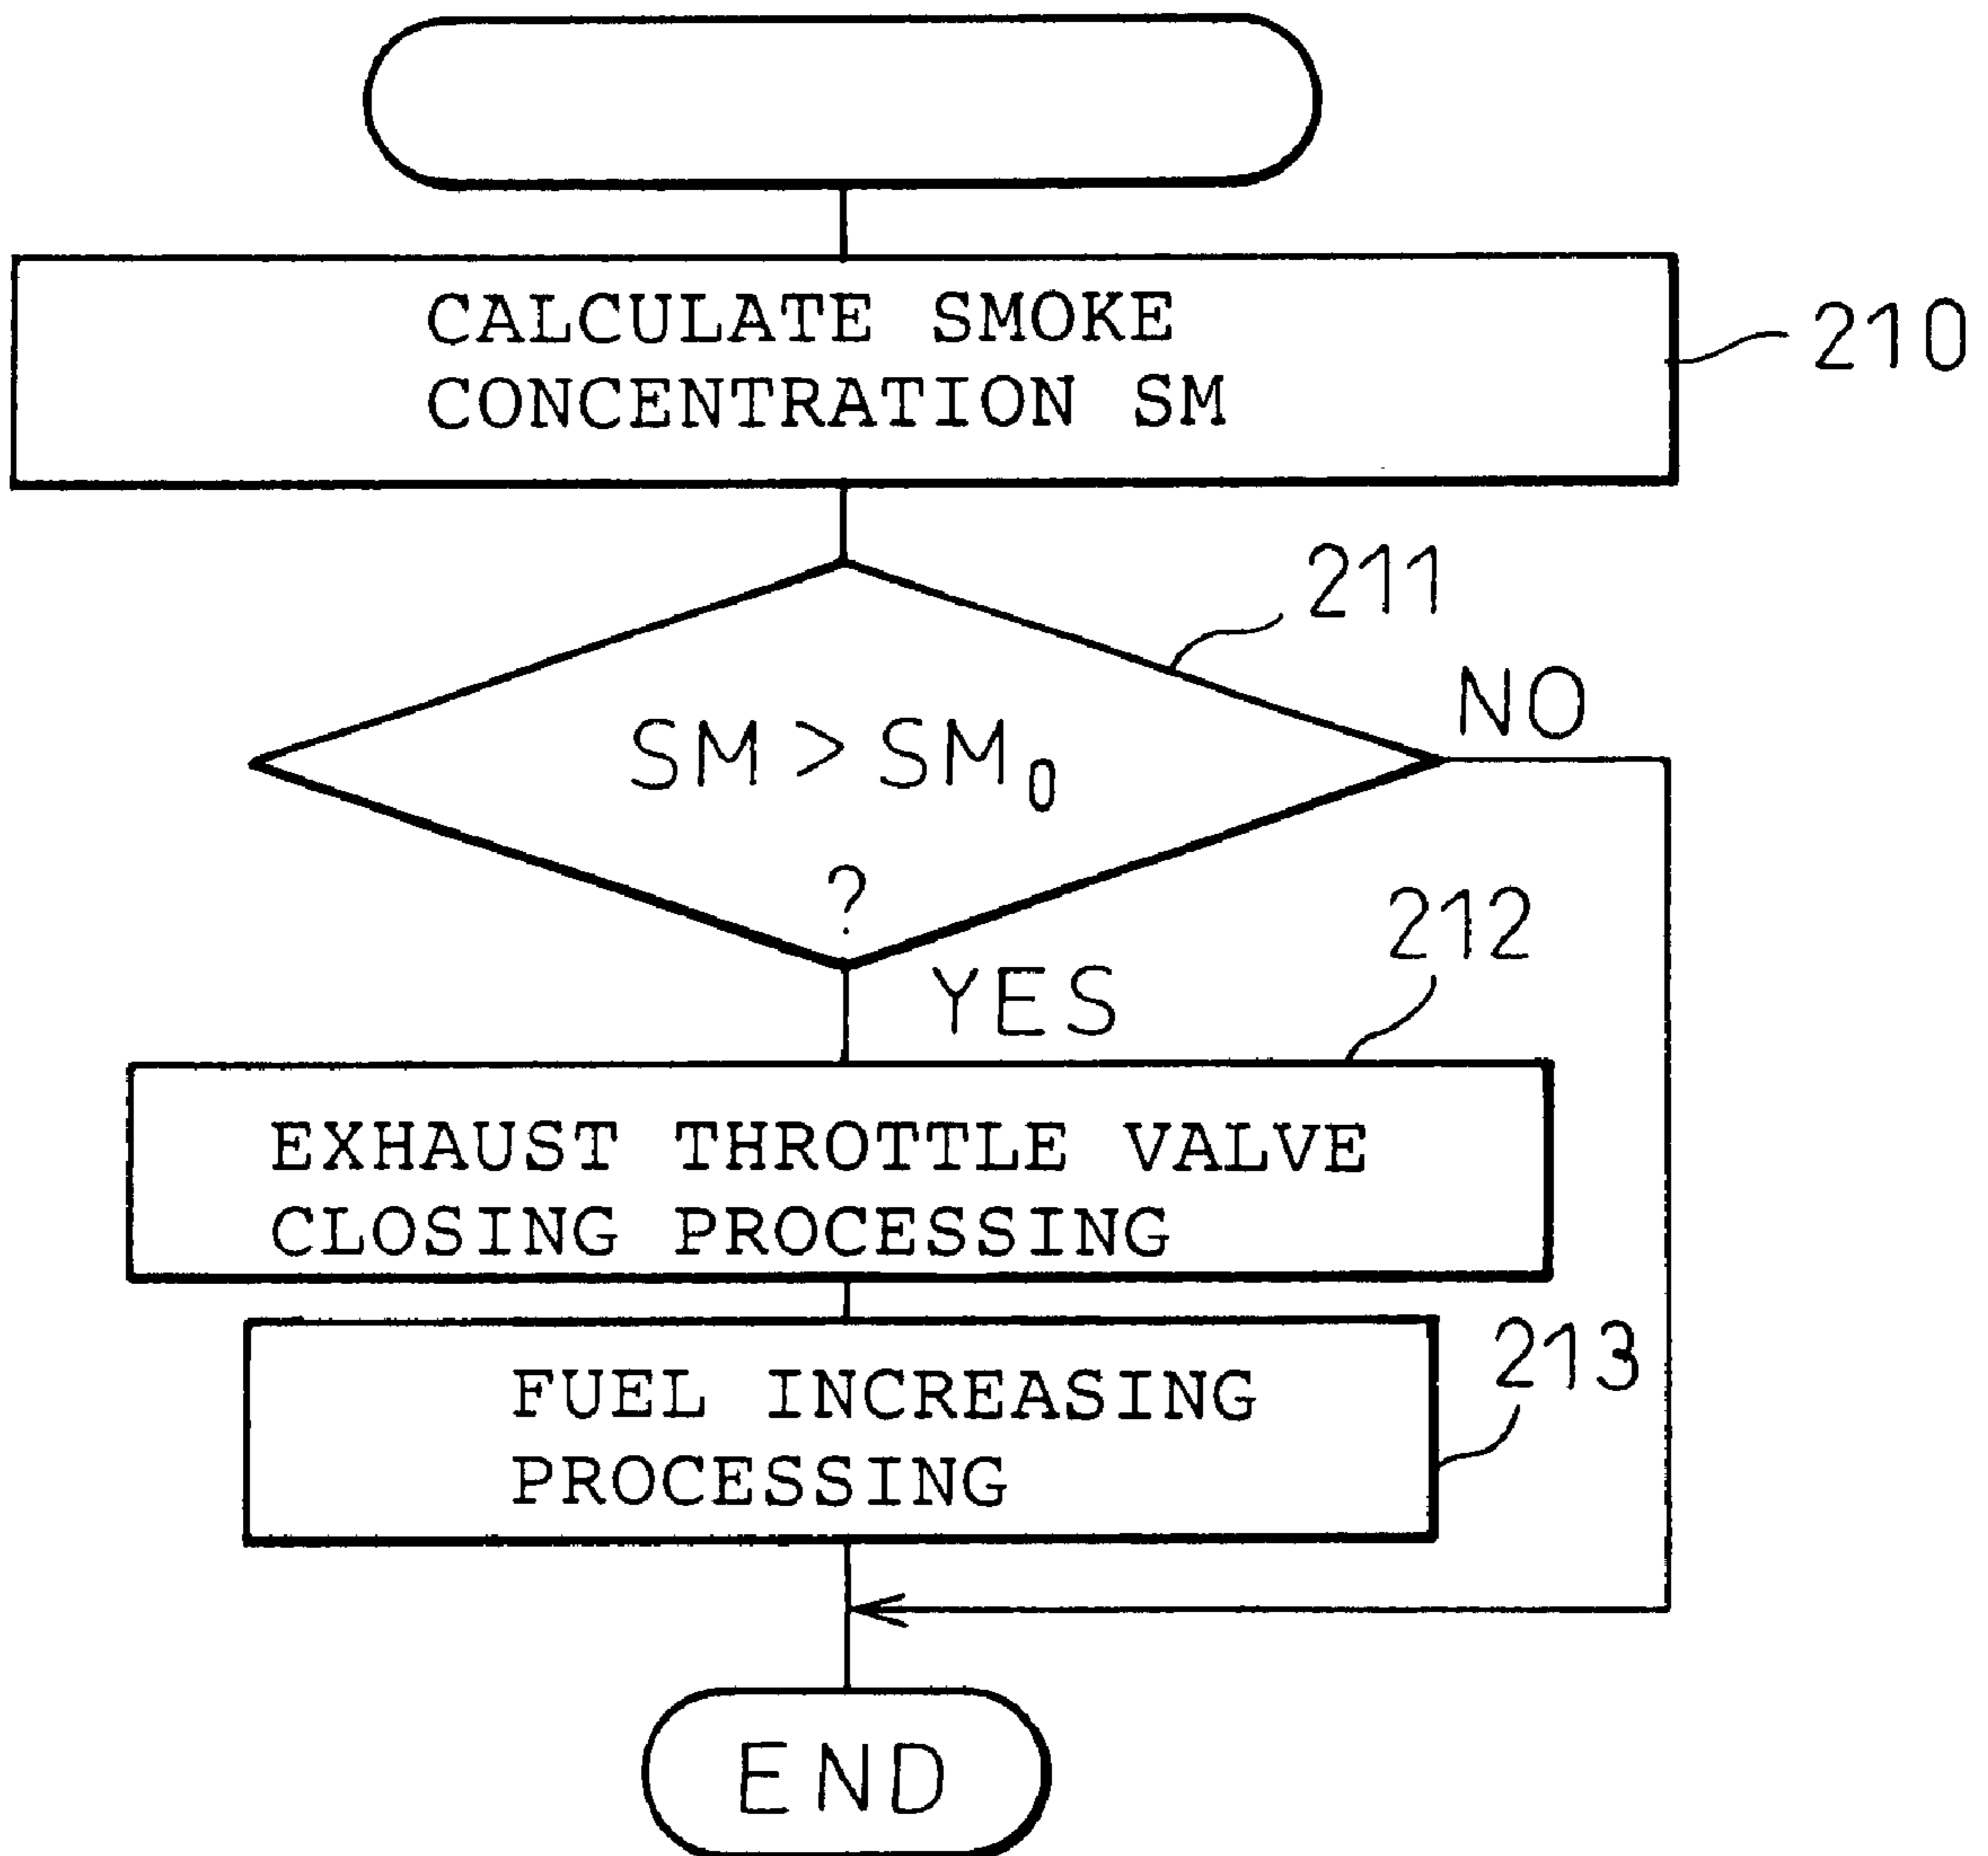 CALCULATE SMOKE
CONCENTRATION SM
210
211
SM > SM₀
?
NO
YES
212
EXHAUST THROTTLE VALVE
CLOSING PROCESSING
FUEL INCREASING
PROCESSING
213
END